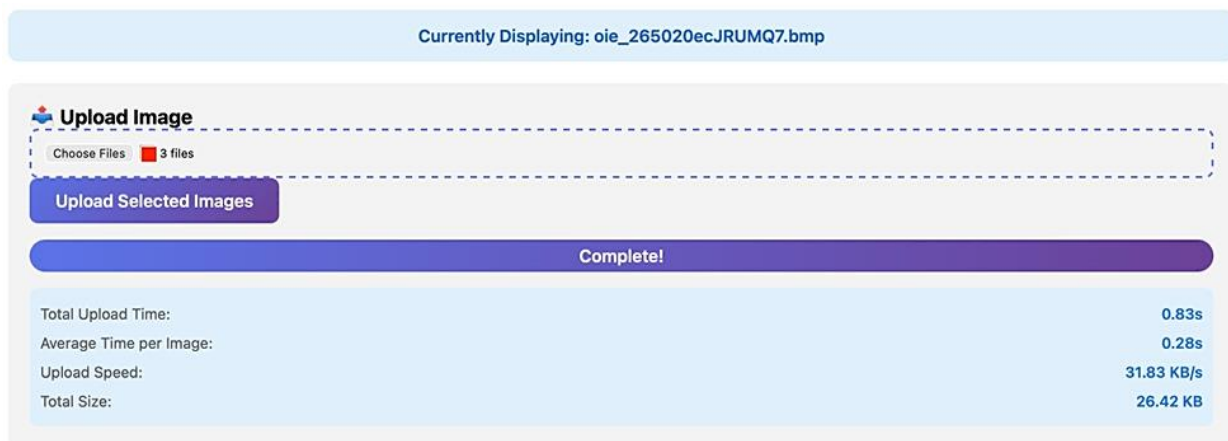 Currently Displaying: oie_265020ecJRUMQ7.bmp
Upload Image
Choose Files 3 files
Upload Selected Images
Complete!
Total Upload Time: 0.83s
Average Time per Image: 0.28s
Upload Speed: 31.83 KB/s
Total Size: 26.42 KB